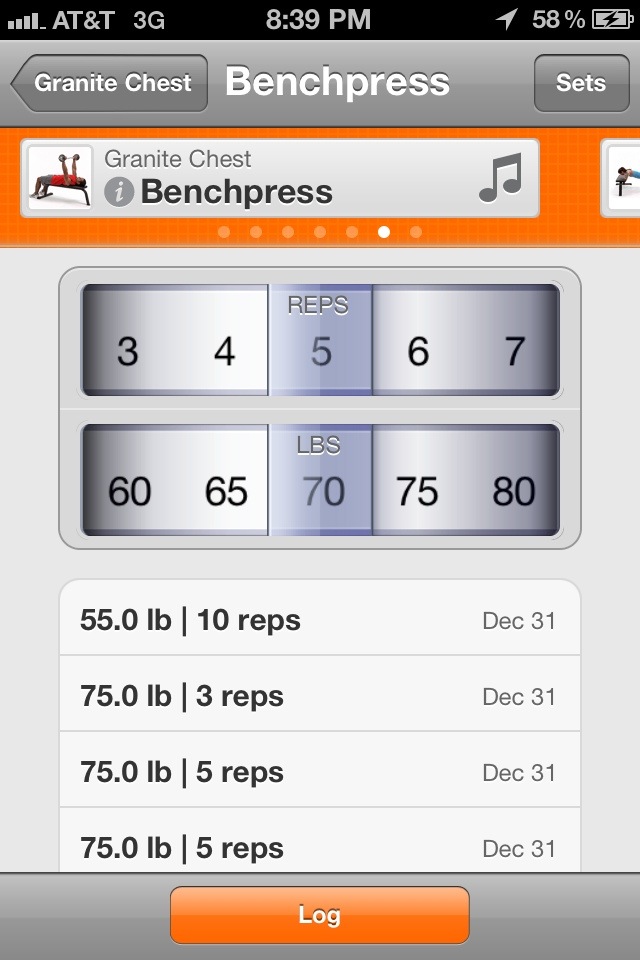 AT&T 3G 8:39 PM 58 %
Granite Chest Benchpress Sets
Granite Chest
i Benchpress
REPS
3 4 5 6 7
LBS
60 65 70 75 80
55.0 lb | 10 reps Dec 31
75.0 lb | 3 reps Dec 31
75.0 lb | 5 reps Dec 31
75.0 lb | 5 reps Dec 31
Log